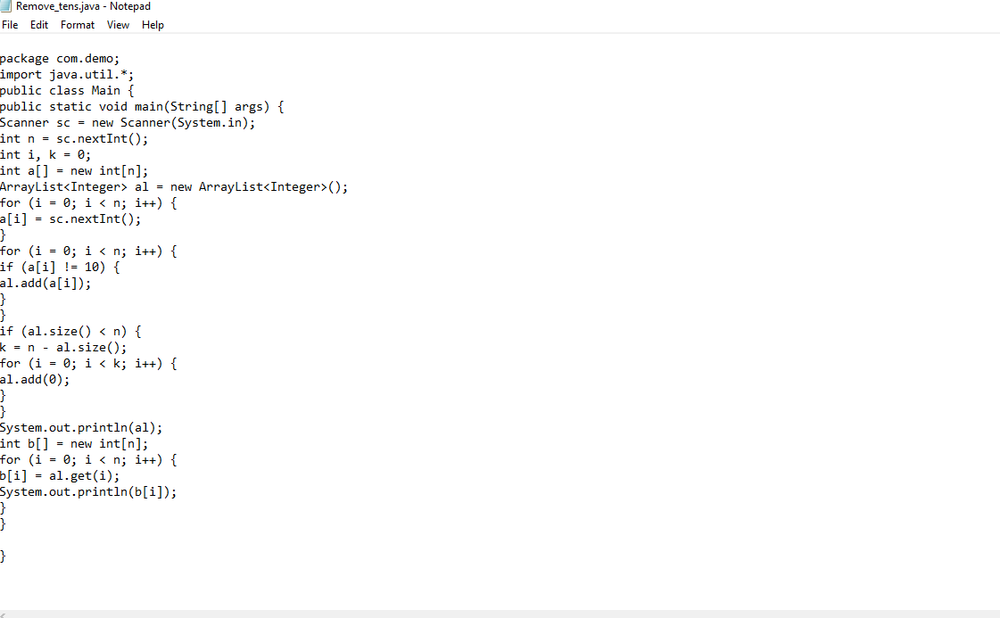 Remove_tens.java - Notepad
File Edit Format View Help
package com.demo;
import java.util.*;
public class Main {
public static void main(String[] args) {
Scanner sc = new Scanner(System.in);
int n = sc.nextInt();
int i, k = 0;
int a[] = new int[n];
ArrayList<Integer> al = new ArrayList<Integer>();
for (i = 0; i < n; i++) {
a[i] = sc.nextInt();
}
for (i = 0; i < n; i++) {
if (a[i] != 10) {
al.add(a[i]);
}
}
if (al.size() < n) {
k = n - al.size();
for (i = 0; i < k; i++) {
al.add(0);
}
}
System.out.println(al);
int b[] = new int[n];
for (i = 0; i < n; i++) {
b[i] = al.get(i);
System.out.println(b[i]);
}
}
}